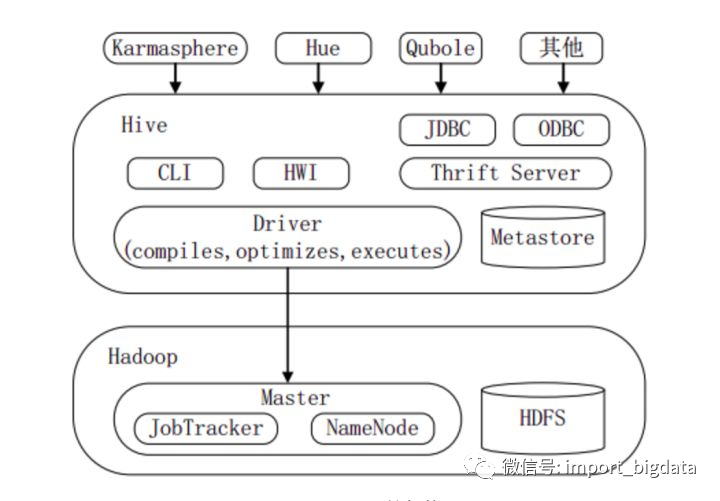 Karmasphere
Hue
Qubole
其他
Hive
JDBC
ODBC
CLI
HWI
Thrift Server
Driver
(compiles,optimizes,executes)
Metastore
Hadoop
Master
JobTracker
NameNode
HDFS
微信号: import_bigdata